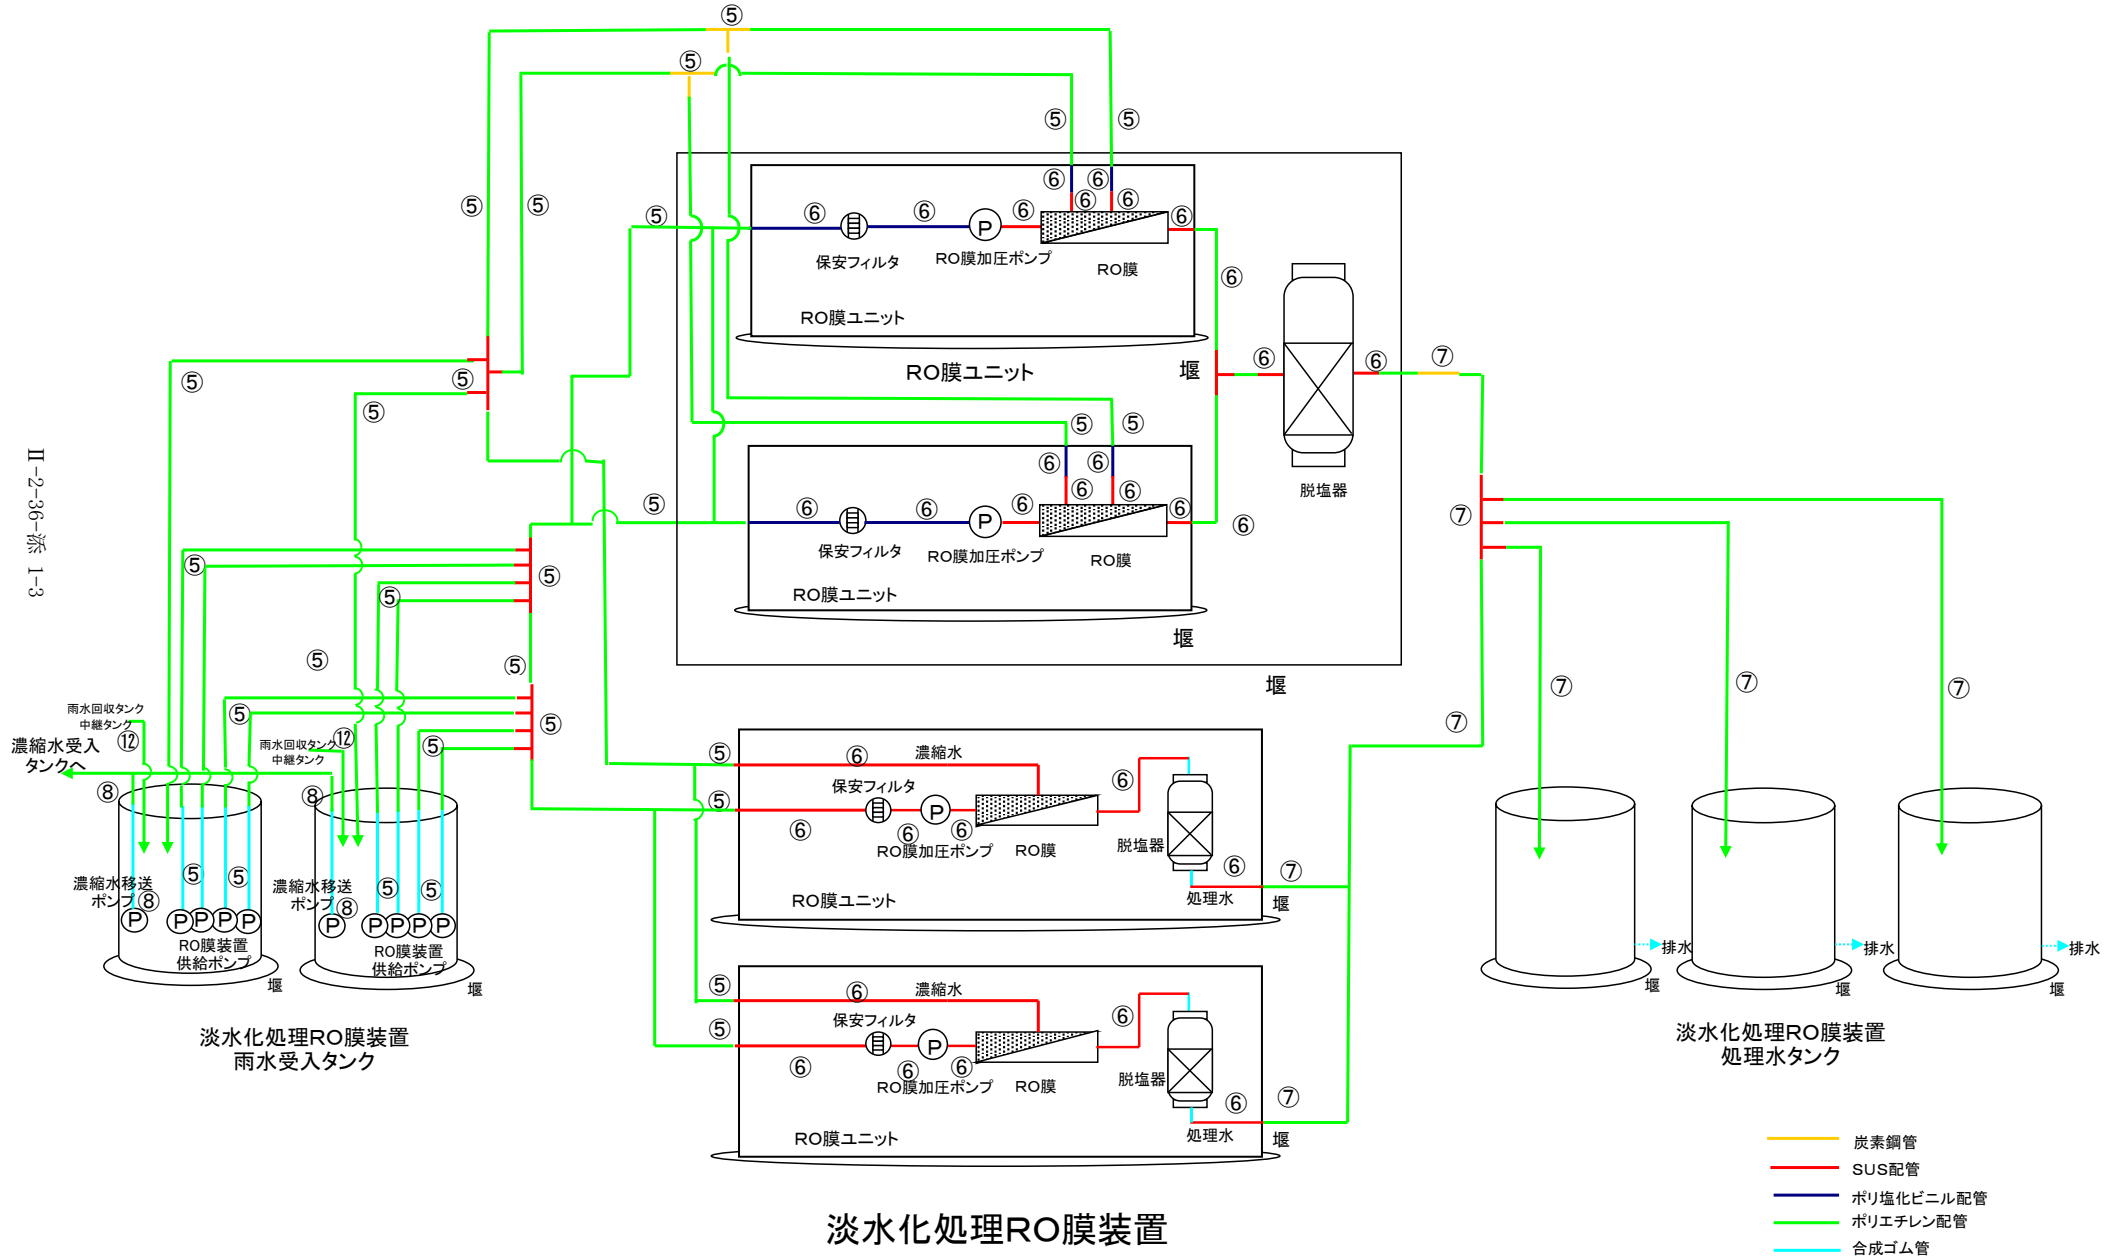 ⑤
⑤
⑤
⑤
⑤
⑤
⑤
⑤
⑤
⑤
Ⅱ-2-36-添 1-3
⑥
⑥
⑥
⑥
⑥
⑥
⑥
⑥
P
保安フィルタ
RO膜加圧ポンプ
RO膜
RO膜ユニット
RO膜ユニット
堰
⑥
⑥
⑥
⑦
脱塩器
⑤
⑤
⑤
⑥
⑥
⑥
⑥
⑥
⑥
⑥
⑥
⑥
P
保安フィルタ
RO膜加圧ポンプ
RO膜
RO膜ユニット
堰
堰
⑤
⑤
⑤
⑤
⑤
⑤
⑤
⑤
雨水回収タンク
中継タンク
⑫
濃縮水受入
タンクへ
雨水回収タンク
中継タンク
⑫
⑧
⑧
濃縮水移送
ポンプ
⑧
⑤
⑤
P
P
P
P
P
RO膜装置
供給ポンプ
堰
濃縮水移送
ポンプ
⑧
⑤
⑤
P
P
P
P
P
RO膜装置
供給ポンプ
堰
淡水化処理RO膜装置
雨水受入タンク
⑤
⑤
⑥
濃縮水
⑥
保安フィルタ
P
⑥
⑥
⑥
RO膜加圧ポンプ
RO膜
脱塩器
⑥
⑦
処理水
RO膜ユニット
堰
⑤
⑤
⑥
濃縮水
⑥
保安フィルタ
P
⑥
⑥
⑥
RO膜加圧ポンプ
RO膜
脱塩器
⑥
⑦
処理水
RO膜ユニット
堰
⑦
⑦
⑦
⑦
⑦
排水
排水
排水
堰
堰
堰
淡水化処理RO膜装置
処理水タンク
炭素鋼管
SUS配管
ポリ塩化ビニル配管
ポリエチレン配管
合成ゴム管
淡水化処理RO膜装置